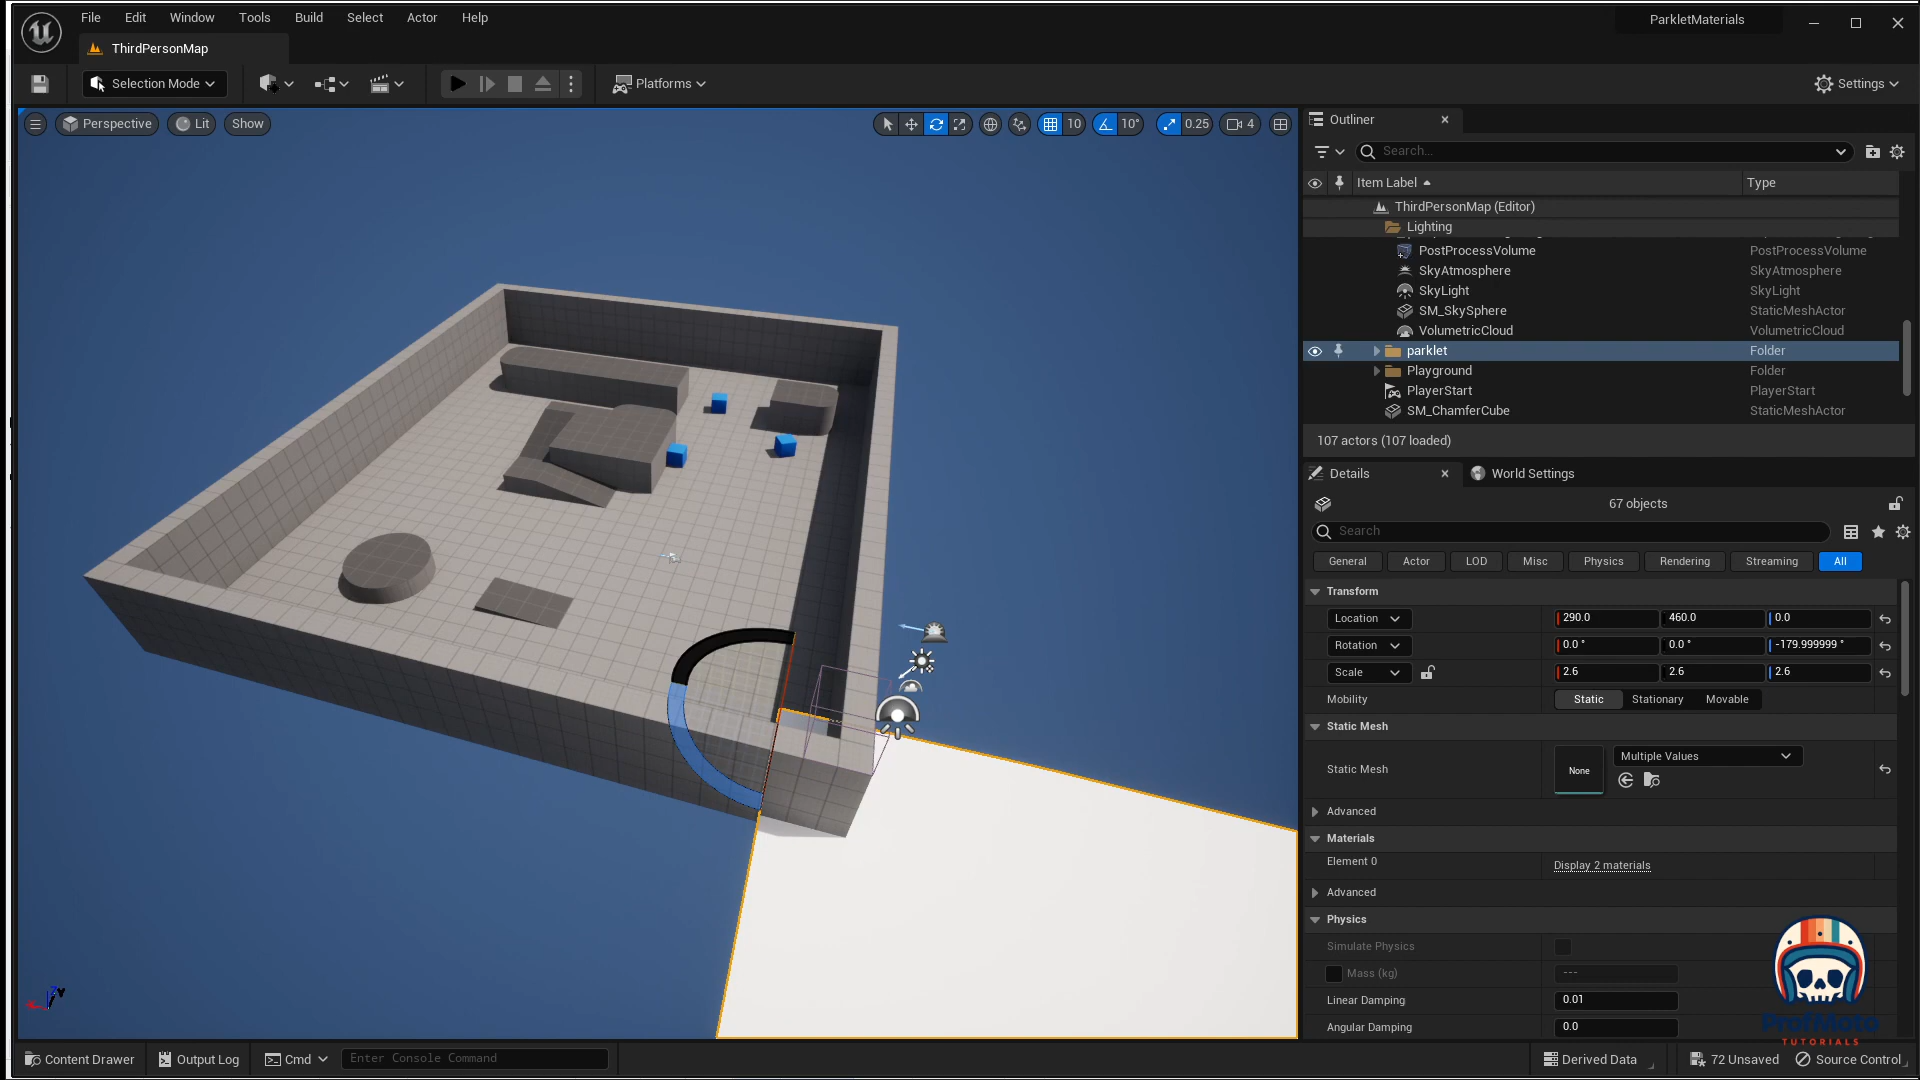 File Edit Window Tools Build Select Actor Help
ParkletMaterials
ThirdPersonMap
Selection Mode
Platforms
Settings
Perspective Lit Show
10 10° 0.25 4
Outliner
Search...
Item Label Type
ThirdPersonMap (Editor)
Lighting
PostProcessVolume PostProcessVolume
SkyAtmosphere SkyAtmosphere
SkyLight SkyLight
SM_SkySphere StaticMeshActor
VolumetricCloud VolumetricCloud
parklet Folder
Playground Folder
PlayerStart PlayerStart
SM_ChamferCube StaticMeshActor
107 actors (107 loaded)
Details World Settings
67 objects
Search
General Actor LOD Misc Physics Rendering Streaming All
Transform
Location 290.0 460.0 0.0
Rotation 0.0 ° 0.0 ° -179.999999 °
Scale 2.6 2.6 2.6
Mobility Static Stationary Movable
Static Mesh
Static Mesh None Multiple Values
Advanced
Materials
Element 0 Display 2 materials
Advanced
Physics
Simulate Physics
Mass (kg) ---
Linear Damping 0.01
Angular Damping 0.0
ProfMoto
TUTORIALS
Content Drawer Output Log Cmd Enter Console Command
Derived Data 72 Unsaved Source Control